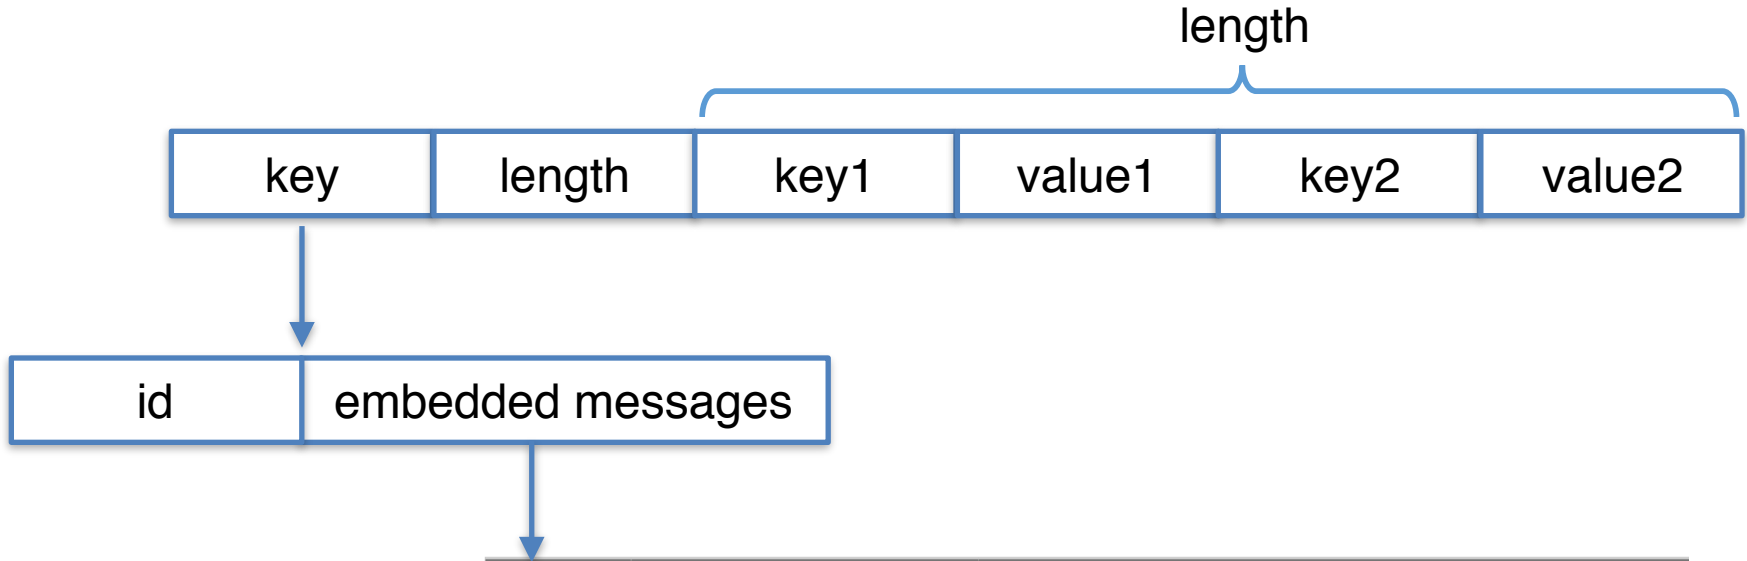 length
key length key1 value1 key2 value2
id embedded messages